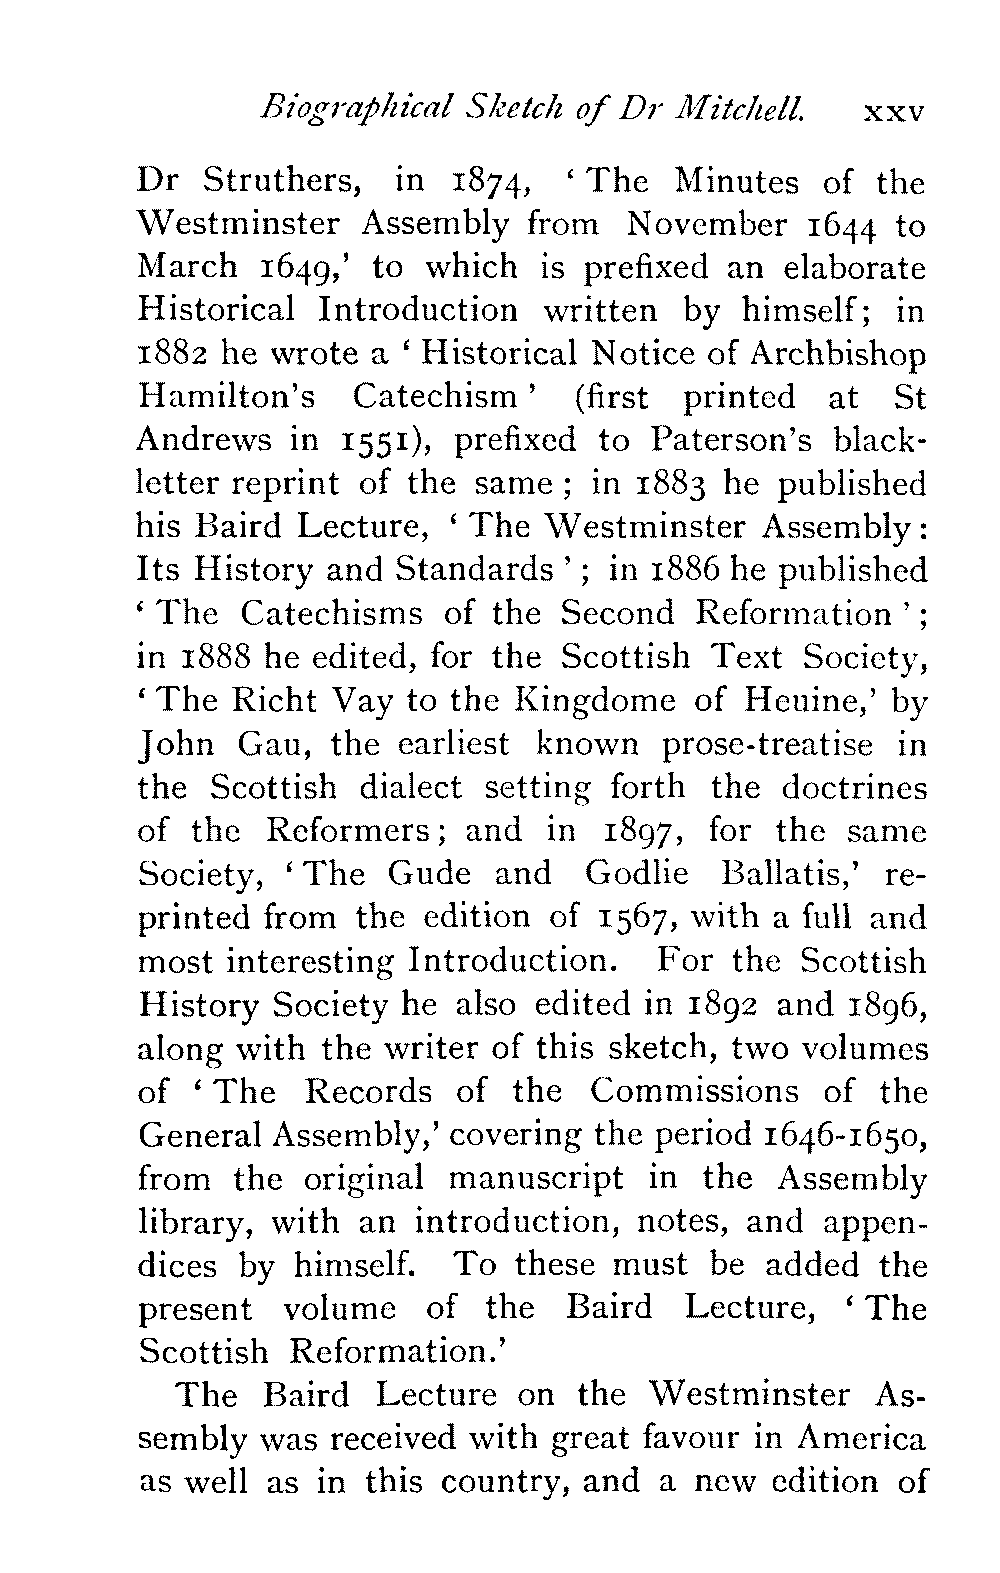 Biographical Sketch of Dr Mitchell. xxv
Dr Struthers, in 1874, ‘ The Minutes of the
Westminster Assembly from November 1644 to
March 1649,’ to which is prefixed an elaborate
Historical Introduction written by himself; in
1882 he wrote a ‘ Historical Notice of Archbishop
Hamilton's Catechism ’ (first printed at St
Andrews in 1551), prefixed to Paterson's black-
letter reprint of the same ; in 1883 he published
his Baird Lecture, ‘ The Westminster Assembly :
Its History and Standards ’ ; in 1886 he published
‘ The Catechisms of the Second Reformation ’ ;
in 1888 he edited, for the Scottish Text Society,
‘ The Richt Vay to the Kingdome of Heuine,’ by
John Gau, the earliest known prose-treatise in
the Scottish dialect setting forth the doctrines
of the Reformers ; and in 1897, for the same
Society, ‘ The Gude and Godlie Ballatis,’ re-
printed from the edition of 1567, with a full and
most interesting Introduction. For the Scottish
History Society he also edited in 1892 and 1896,
along with the writer of this sketch, two volumes
of ‘ The Records of the Commissions of the
General Assembly,’ covering the period 1646-1650,
from the original manuscript in the Assembly
library, with an introduction, notes, and appen-
dices by himself. To these must be added the
present volume of the Baird Lecture, ‘ The
Scottish Reformation.’
The Baird Lecture on the Westminster As-
sembly was received with great favour in America
as well as in this country, and a new edition of